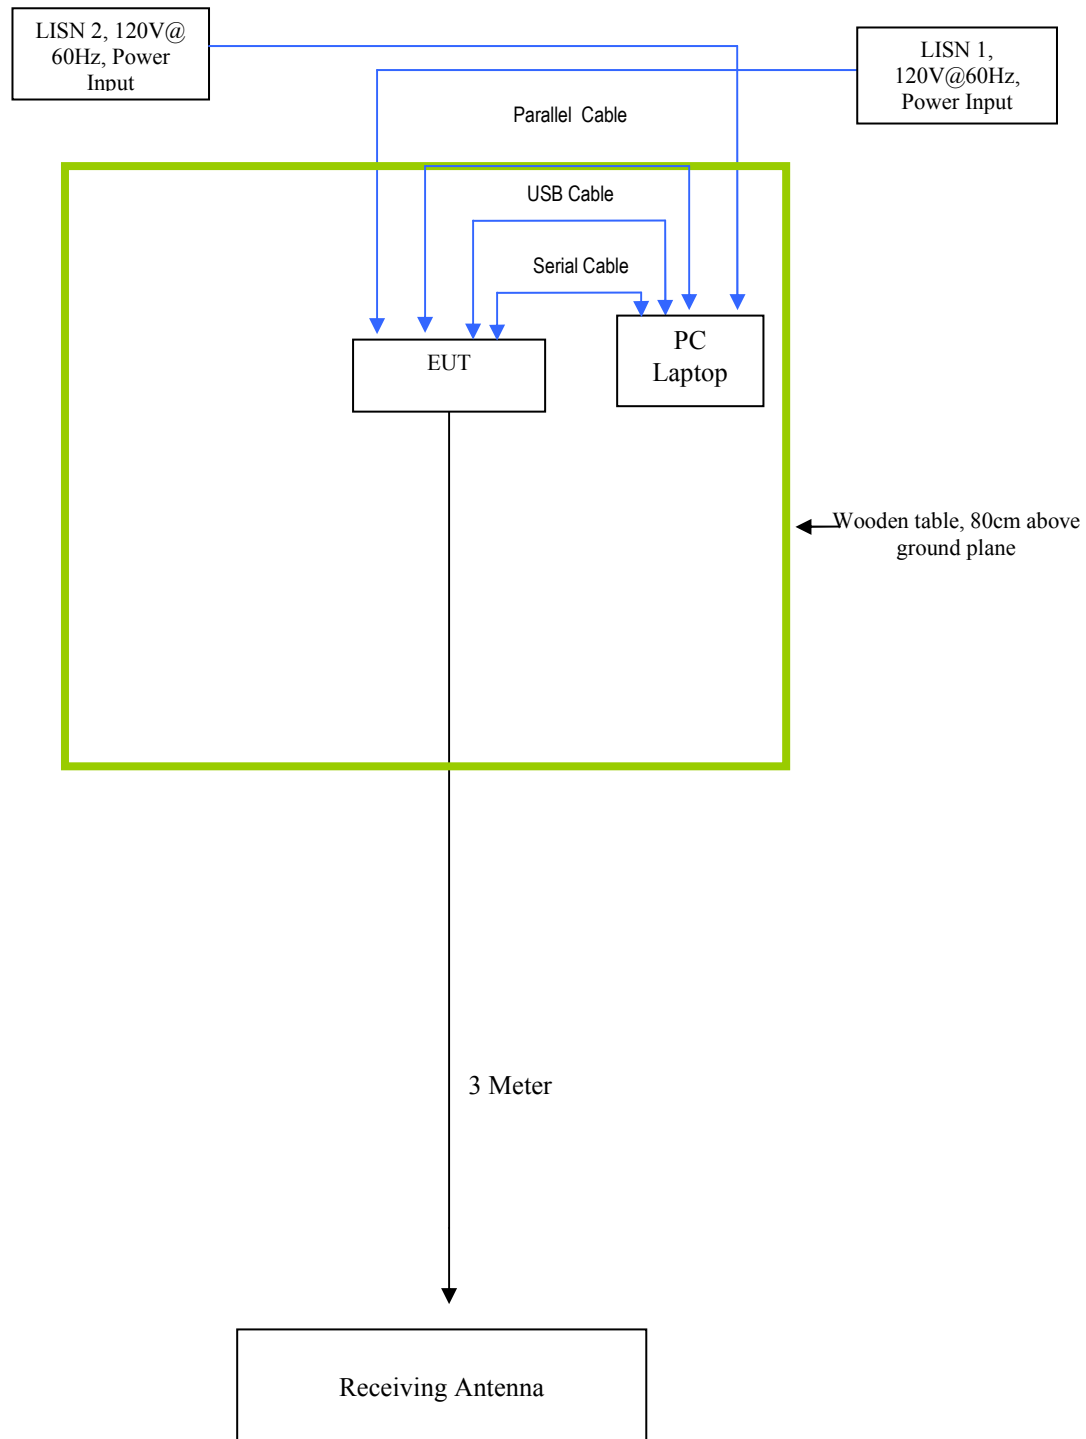 LISN 2, 120V@
60Hz, Power
Input
LISN 1,
120V@60Hz,
Power Input
Parallel Cable
USB Cable
Serial Cable
EUT
PC
Laptop
Wooden table, 80cm above
ground plane
3 Meter
Receiving Antenna